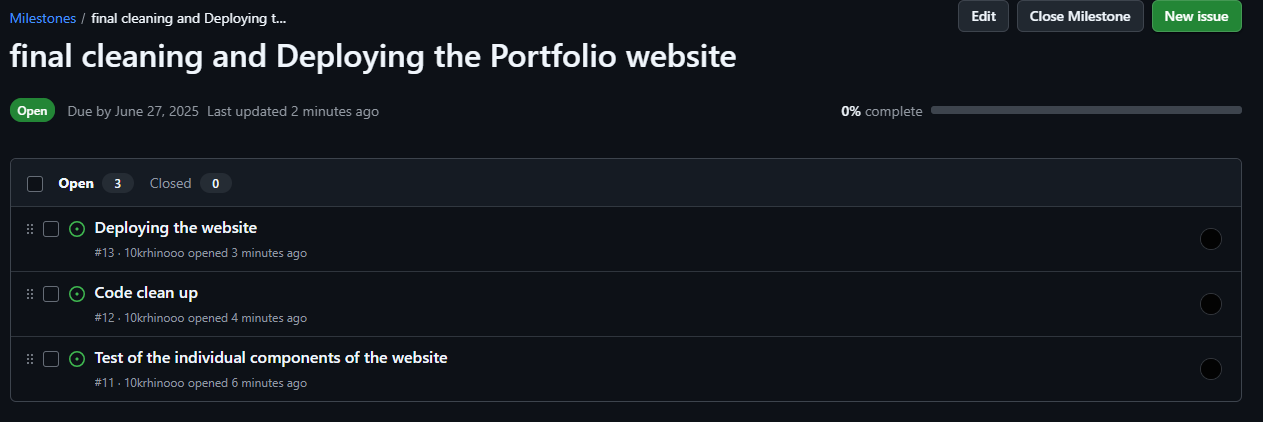 Milestones / final cleaning and Deploying t...
Edit
Close Milestone
New issue
final cleaning and Deploying the Portfolio website
Open Due by June 27, 2025 Last updated 2 minutes ago
0% complete
Open 3 Closed 0
Deploying the website
#13 · 10krhinooo opened 3 minutes ago
Code clean up
#12 · 10krhinooo opened 4 minutes ago
Test of the individual components of the website
#11 · 10krhinooo opened 6 minutes ago